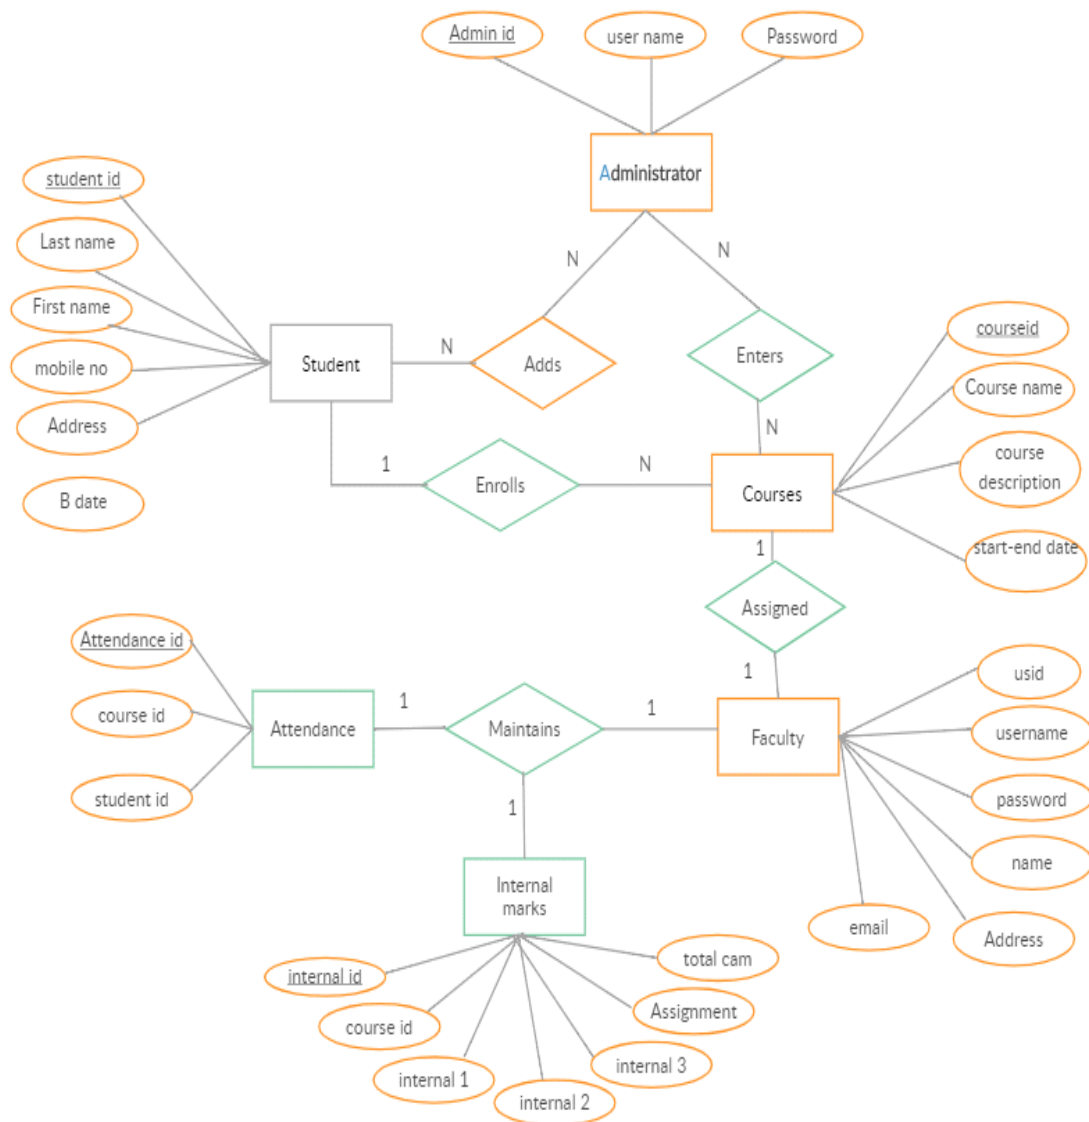 Admin id
user name
Password
Administrator
student id
Last name
First name
mobile no
Address
B date
Student
N
N
N
Adds
Enters
N
1
Enrolls
N
Courses
courseid
Course name
course
description
start-end date
1
Assigned
1
Attendance id
course id
student id
Attendance
1
Maintains
1
Faculty
usid
username
password
name
Address
email
1
Internal
marks
internal id
course id
internal 1
internal 2
internal 3
Assignment
total cam